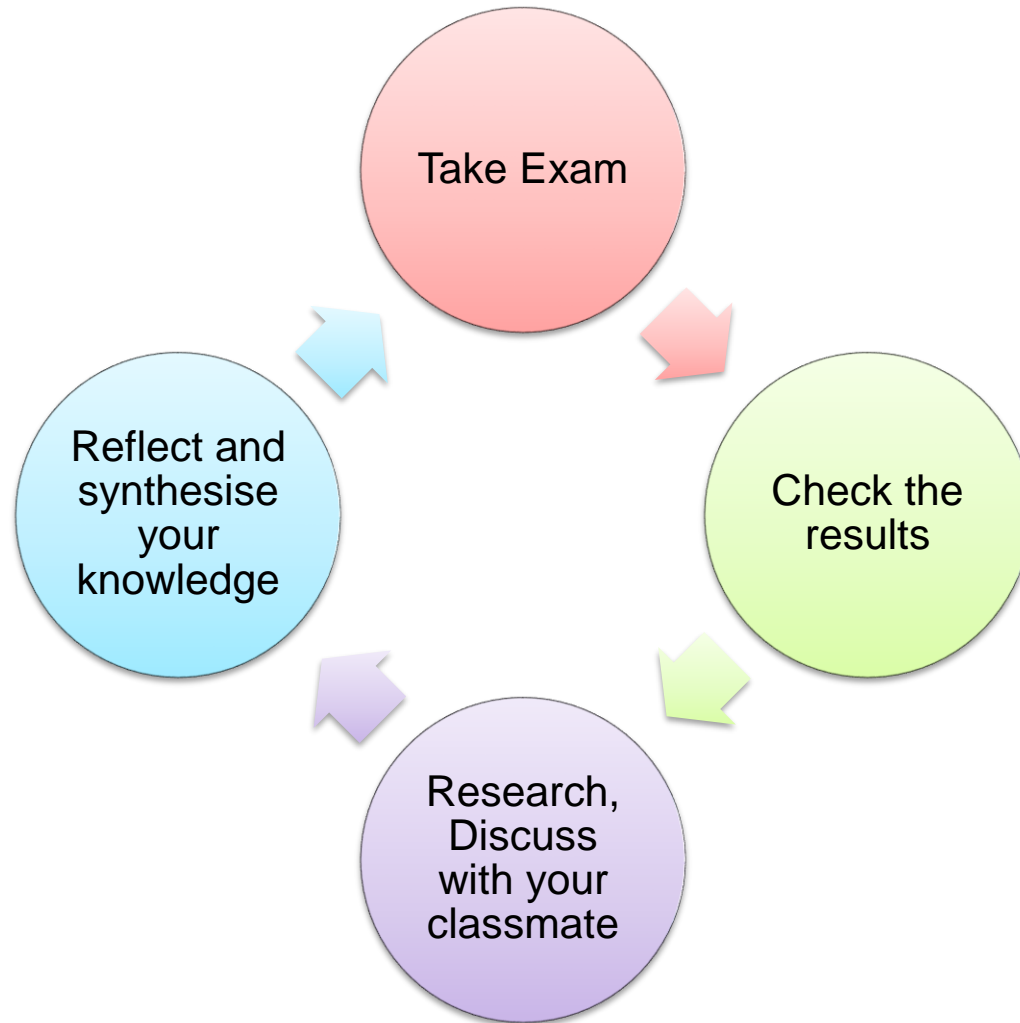 Take Exam
Check the
results
Research,
Discuss
with your
classmate
Reflect and
synthesise
your
knowledge